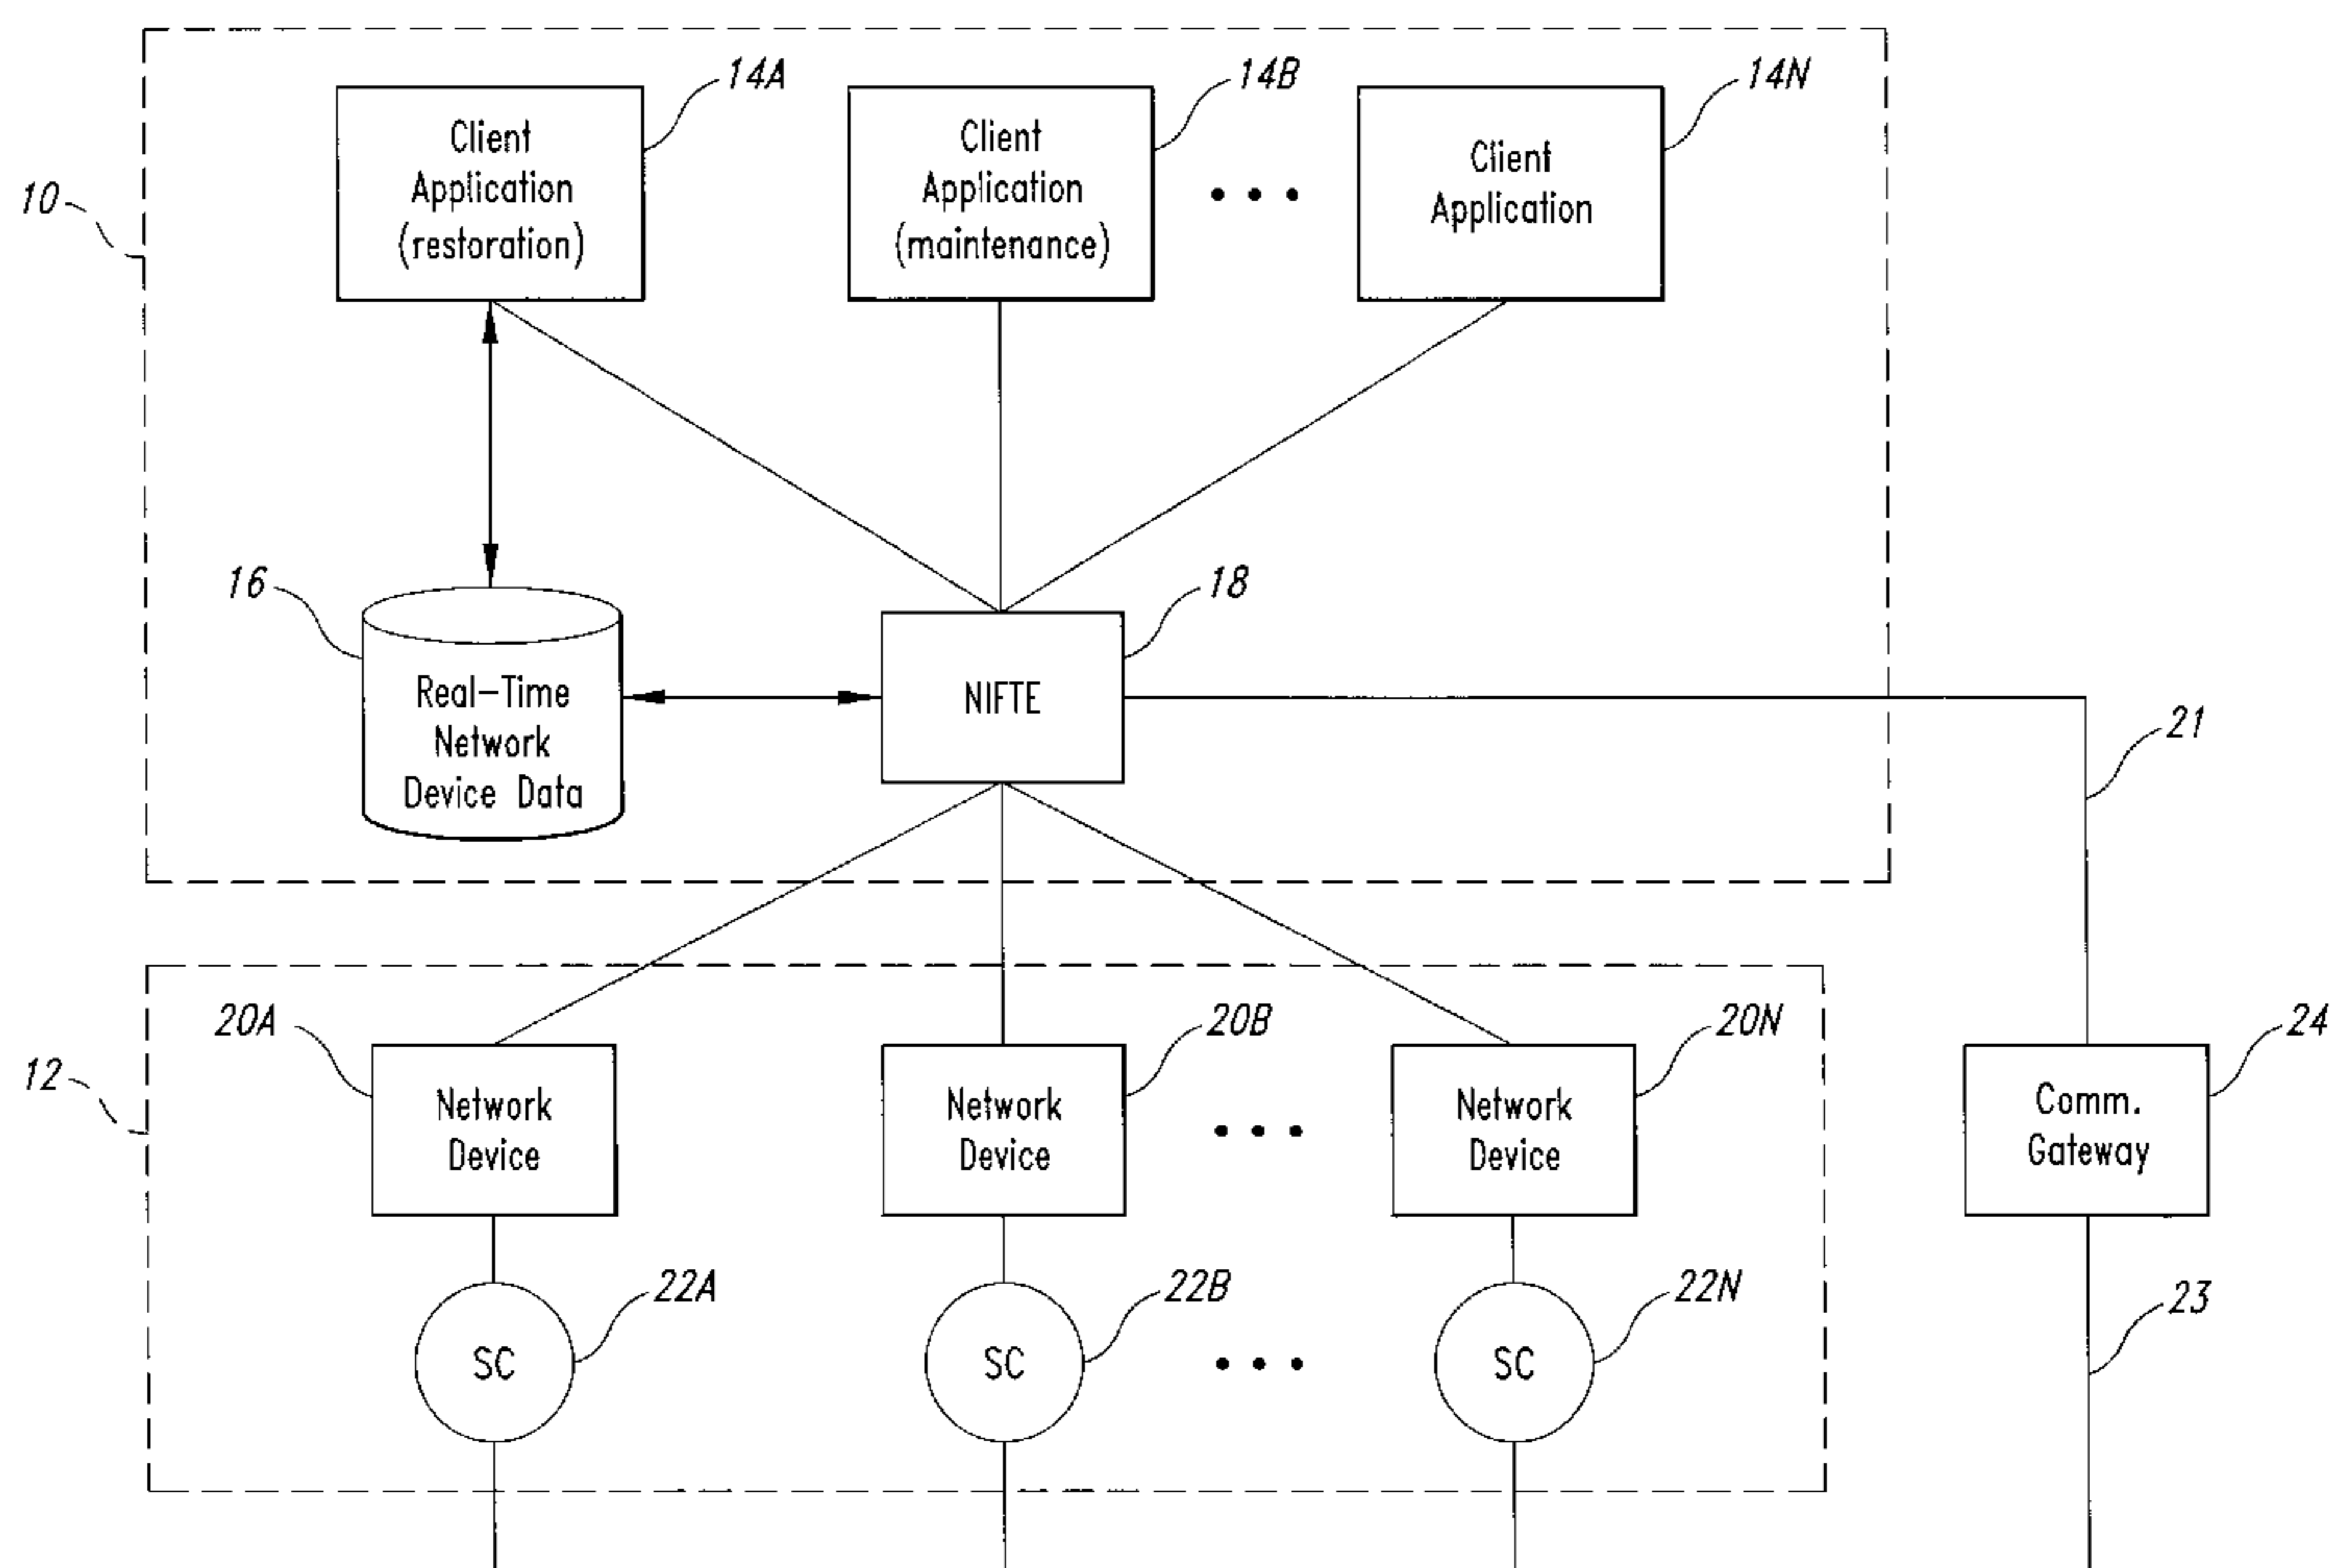 14A
14B
14N
Client
Application
(restoration)
Client
Application
(maintenance)
Client
Application
10
16
18
Real-Time
Network
Device Data
NIFTE
21
20A
20B
20N
24
12
Network
Device
Network
Device
Network
Device
Comm.
Gateway
22A
22B
22N
23
SC
SC
SC